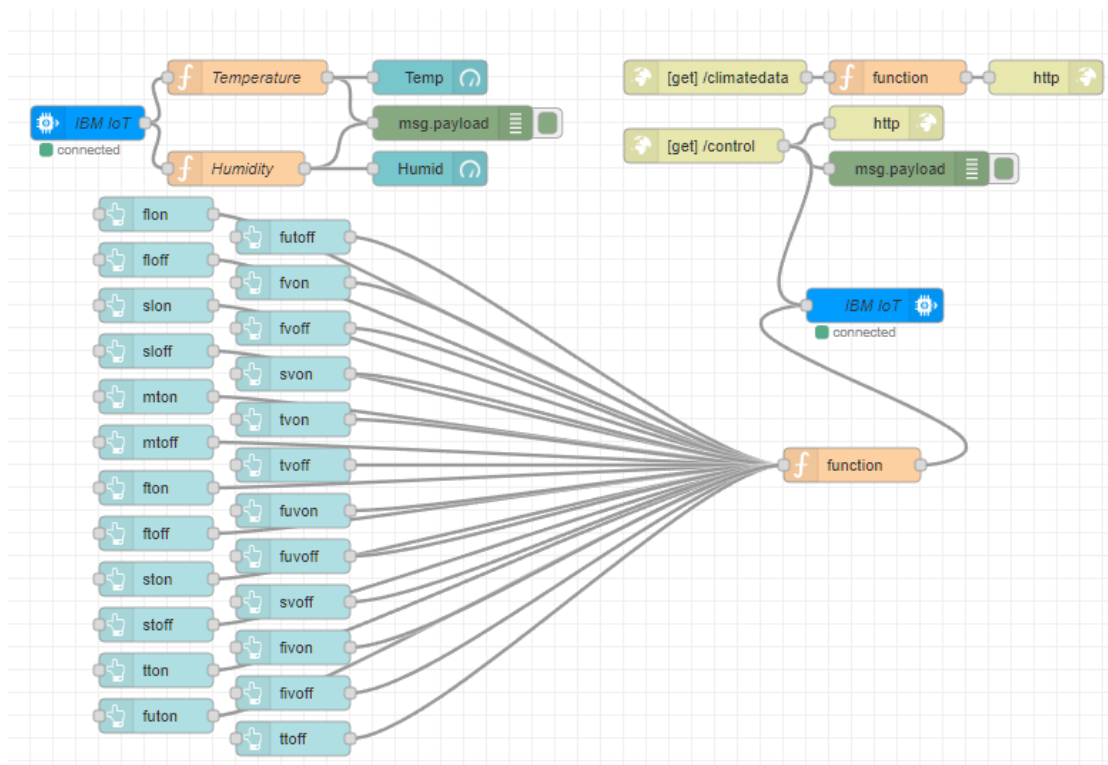 Temperature
Temp
[get] /climatedata
function
http
IBM IoT
connected
msg.payload
http
[get] /control
Humidity
Humid
msg.payload
flon
futoff
floff
fvon
slon
fvoff
IBM IoT
connected
sloff
svon
mton
tvon
mtoff
tvoff
function
fton
fuvon
ftoff
fuvoff
ston
svoff
stoff
fivon
tton
fivoff
futon
ttoff